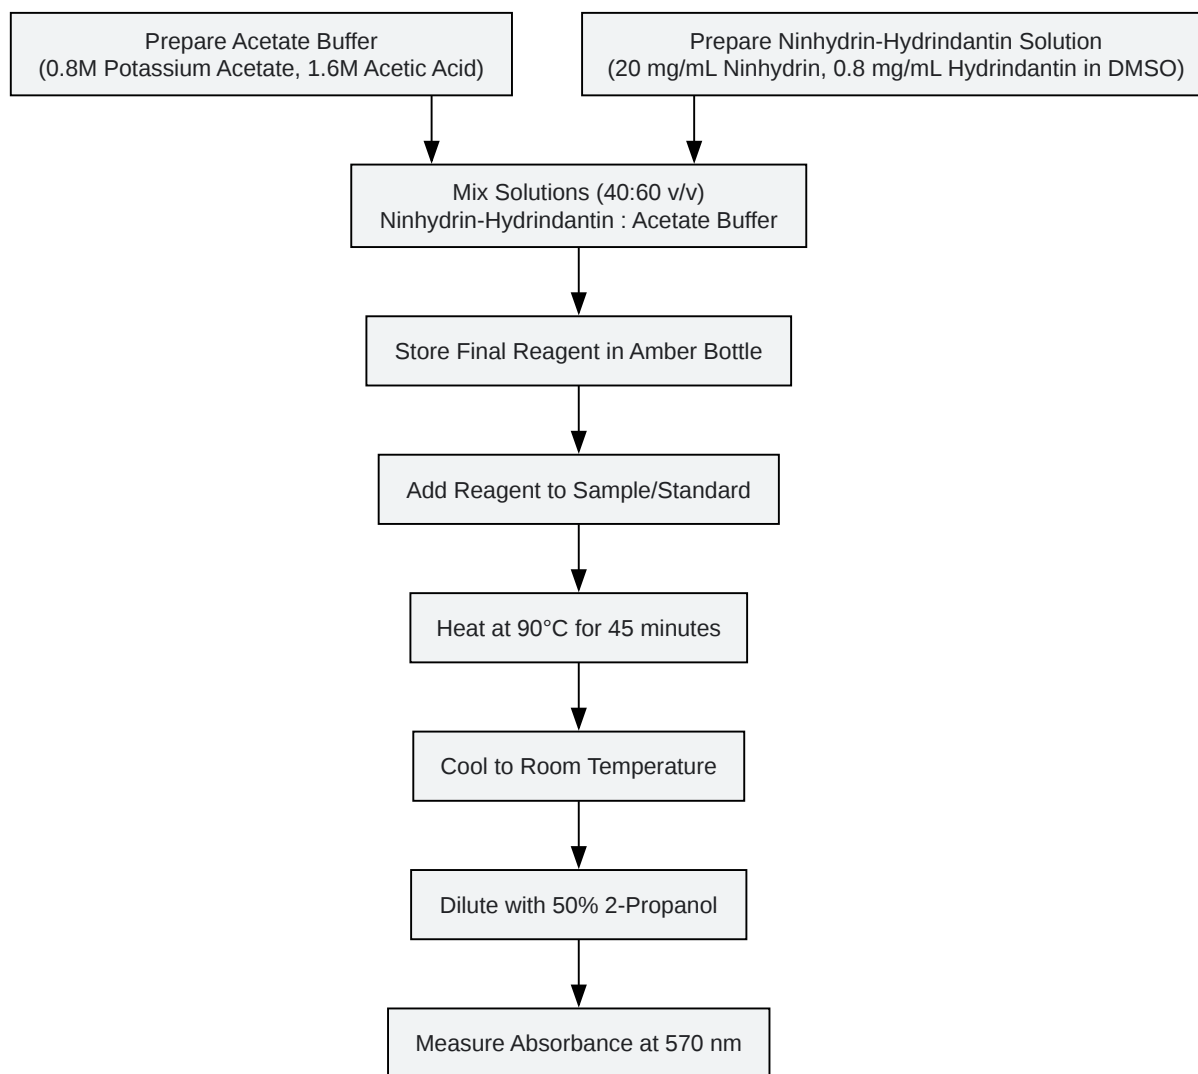 Prepare Acetate Buffer
(0.8M Potassium Acetate, 1.6M Acetic Acid)
Prepare Ninhydrin-Hydrindantin Solution
(20 mg/mL Ninhydrin, 0.8 mg/mL Hydrindantin in DMSO)
Mix Solutions (40:60 v/v)
Ninhydrin-Hydrindantin : Acetate Buffer
Store Final Reagent in Amber Bottle
Add Reagent to Sample/Standard
Heat at 90°C for 45 minutes
Cool to Room Temperature
Dilute with 50% 2-Propanol
Measure Absorbance at 570 nm